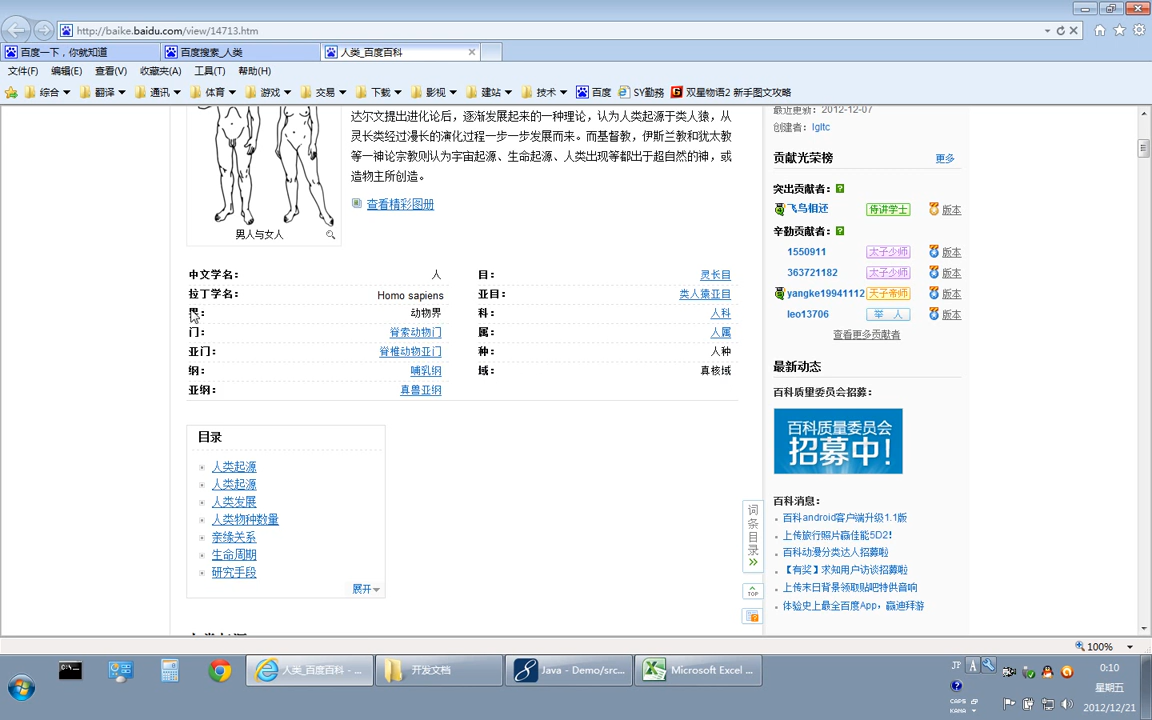 http://baike.baidu.com/view/14713.htm
百度一下，你就知道
百度搜索_人类
人类_百度百科
文件(F) 编辑(E) 查看(V) 收藏夹(A) 工具(T) 帮助(H)
综合 翻译 通讯 体育 游戏 交易 下载 影视 建站 技术 百度 SY勤務 双星物语2 新手图文攻略
达尔文提出进化论后，逐渐发展起来的一种理论，认为人类起源于类人猿，从
灵长类经过漫长的演化过程一步一步发展而来。而基督教，伊斯兰教和犹太教
等一神论宗教则认为宇宙起源、生命起源、人类出现等都出于超自然的神，或
造物主所创造。
查看精彩图册
男人与女人
中文学名： 人
拉丁学名： Homo sapiens
界： 动物界
门： 脊索动物门
亚门： 脊椎动物亚门
纲： 哺乳纲
亚纲： 真兽亚纲
目： 灵长目
亚目： 类人猿亚目
科： 人科
属： 人属
种： 人种
域： 真核域
目录
人类起源
人类起源
人类发展
人类物种数量
亲缘关系
生命周期
研究手段
展开
词条目录
TOP
最近更新：2012-12-07
创建者：lgltc
贡献光荣榜 更多
突出贡献者：
飞鸟相还 侍讲学士 版本
辛勤贡献者：
1550911 太子少师 版本
363721182 太子少师 版本
yangke19941112 天子帝师 版本
leo13706 举 人 版本
查看更多贡献者
最新动态
百科质量委员会招募：
百科质量委员会
招募中！
百科消息：
百科android客户端升级1.1版
上传旅行照片赢佳能5D2！
百科动漫分类达人招募啦
【有奖】求知用户访谈招募啦
上传末日背景领取贴吧特供音响
体验史上最全百度App，赢迪拜游
100%
人类_百度百科 - ...
开发文档
Java - Demo/src...
Microsoft Excel ...
JP A
CAPS
KANA
0:10
星期五
2012/12/21